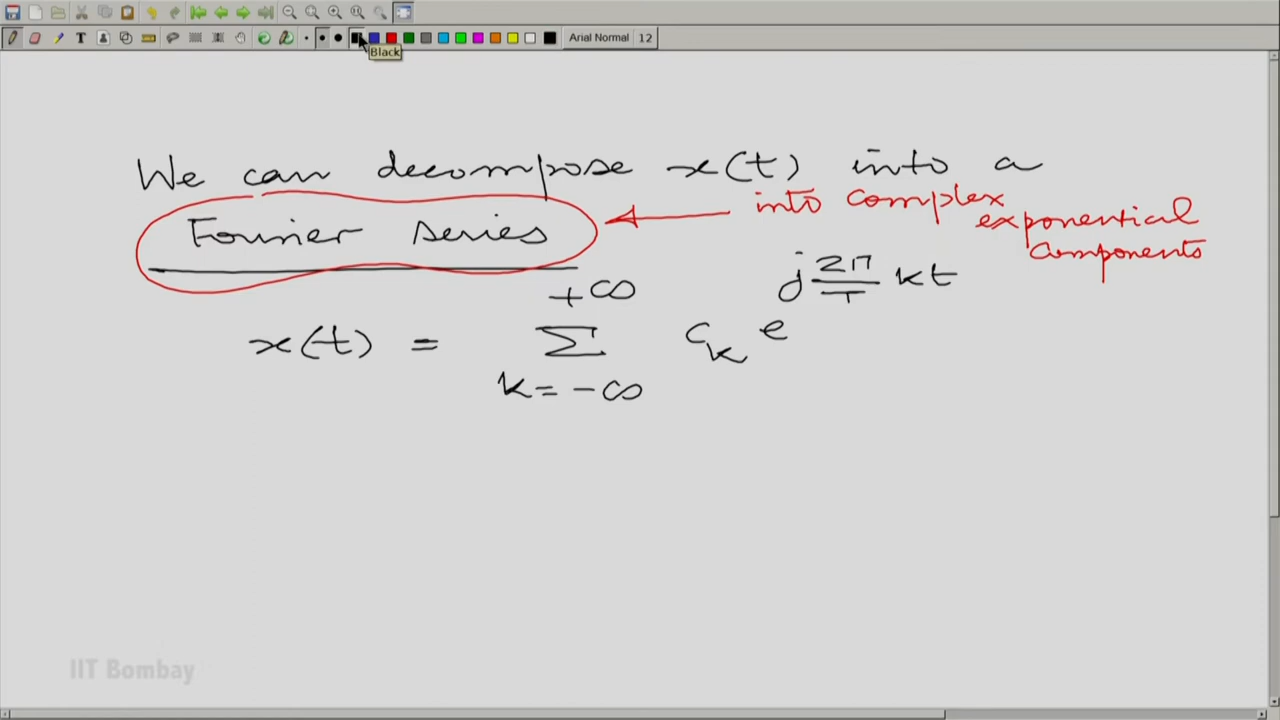 Arial Normal 12
Black
We can decompose x(t) into a
Fourier series
into complex
exponential
components
x(t) = ∑_{k=-∞}^{+∞} c_k e^{j \frac{2π}{T} kt}
IIT Bombay